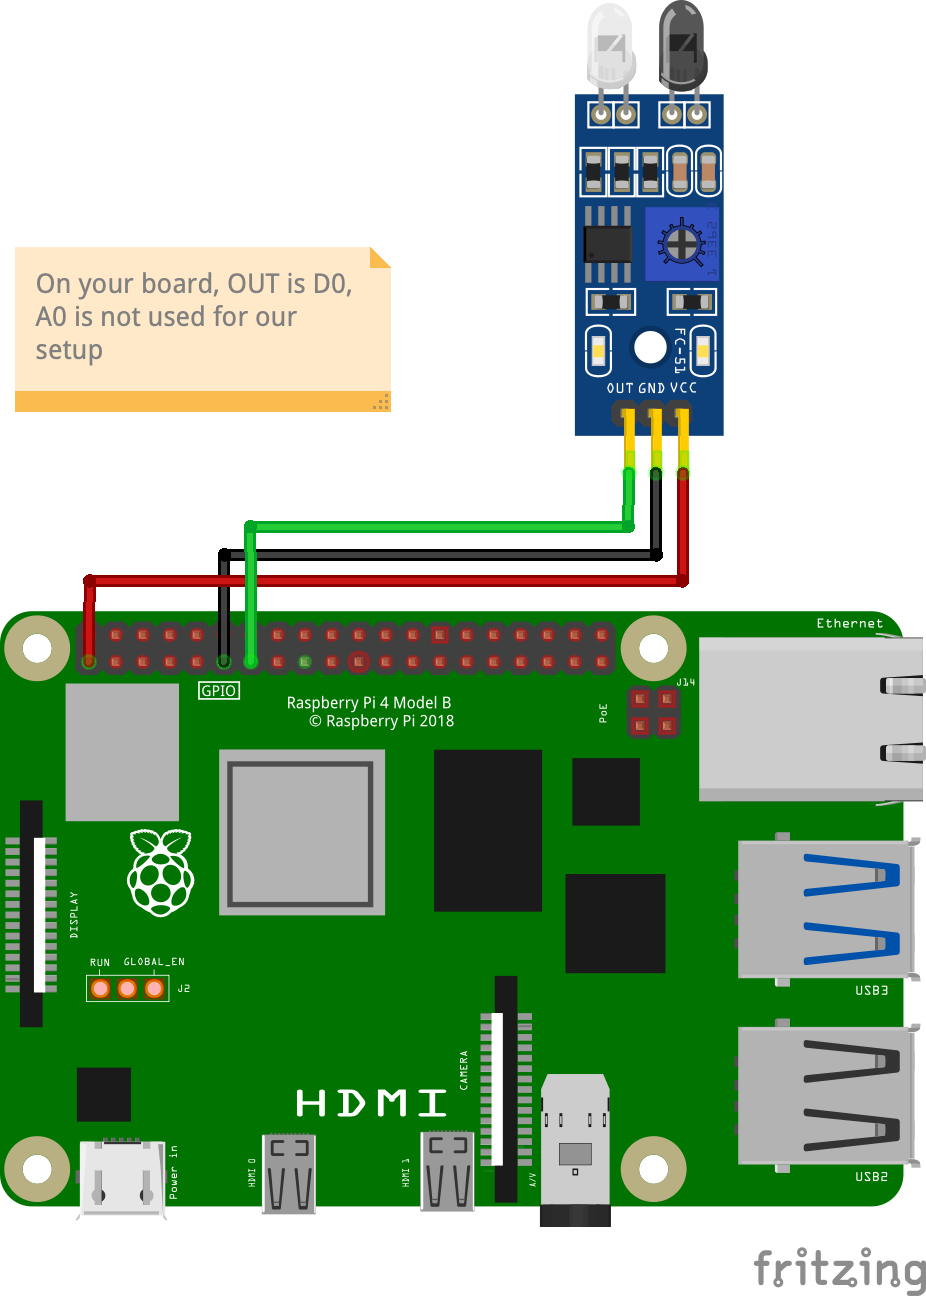 On your board, OUT is D0,
A0 is not used for our
setup
3362
1
FC-51
OUT GND VCC
Ethernet
GPIO
J14
Raspberry Pi 4 Model B
© Raspberry Pi 2018
PoE
DISPLAY
RUN GLOBAL_EN
J2
USB3
CAMERA
HDMI
Power in
HDMI 0
HDMI 1
A/V
USB2
fritzing